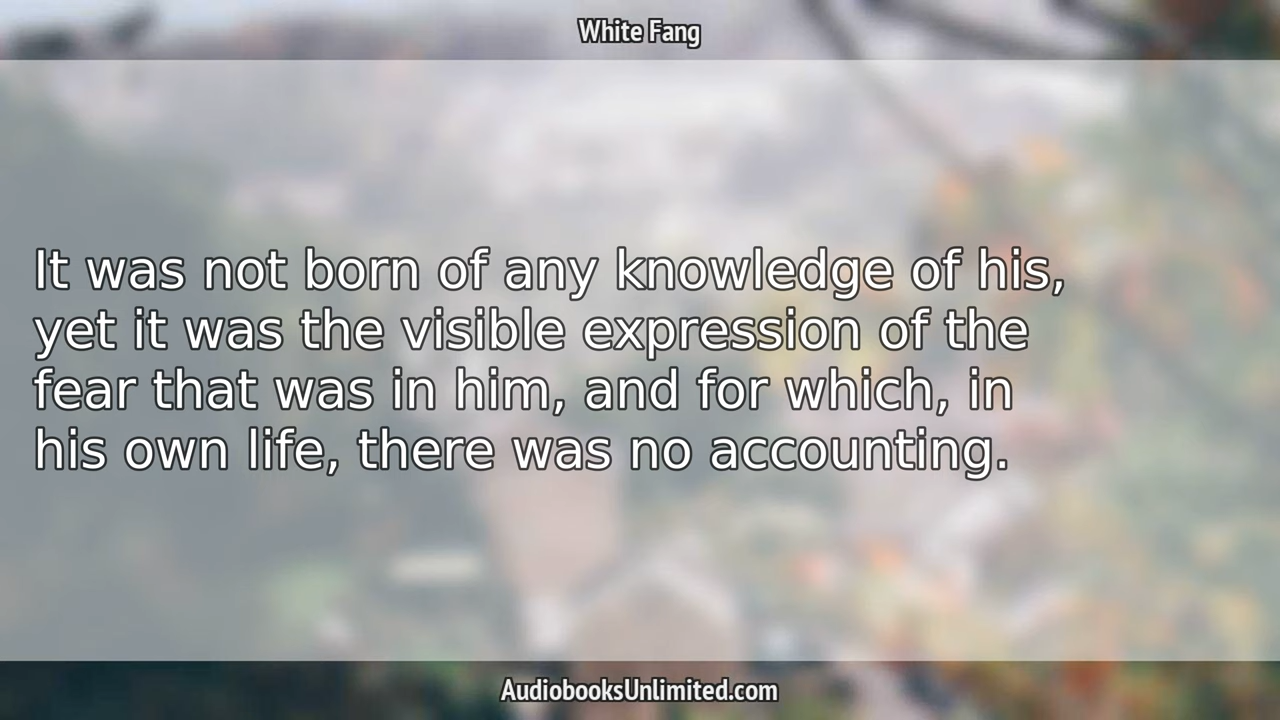 White Fang
It was not born of any knowledge of his,
yet it was the visible expression of the
fear that was in him, and for which, in
his own life, there was no accounting.
AudiobooksUnlimited.com